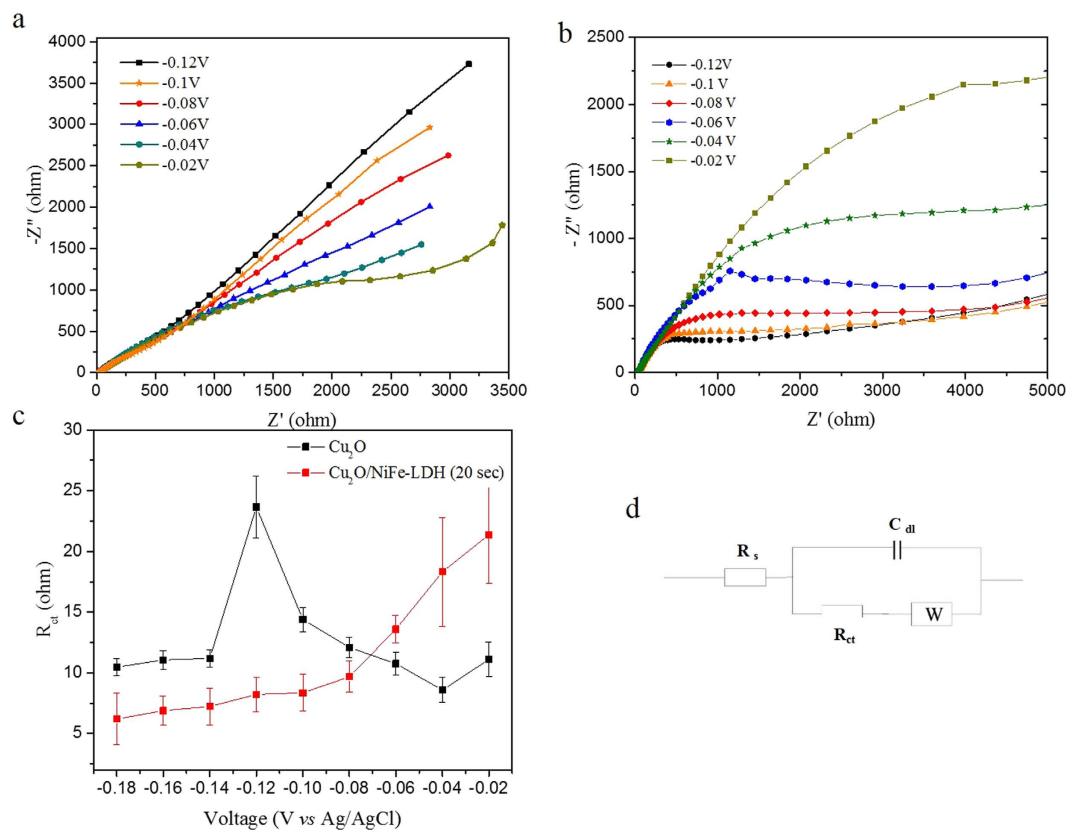 a
4000
3500
3000
2500
2000
1500
1000
500
0
-Z" (ohm)
-0.12V
-0.1V
-0.08V
-0.06V
-0.04V
-0.02V
0
500
1000
1500
2000
2500
3000
3500
Z' (ohm)
b
2500
2000
1500
1000
500
0
- Z" (ohm)
-0.12V
-0.1 V
-0.08 V
-0.06 V
-0.04 V
-0.02 V
0
1000
2000
3000
4000
5000
Z' (ohm)
c
30
25
20
15
10
5
R_ct (ohm)
Cu₂O
Cu₂O/NiFe-LDH (20 sec)
-0.18
-0.16
-0.14
-0.12
-0.10
-0.08
-0.06
-0.04
-0.02
Voltage (V vs Ag/AgCl)
d
C dl
R s
W
Rct